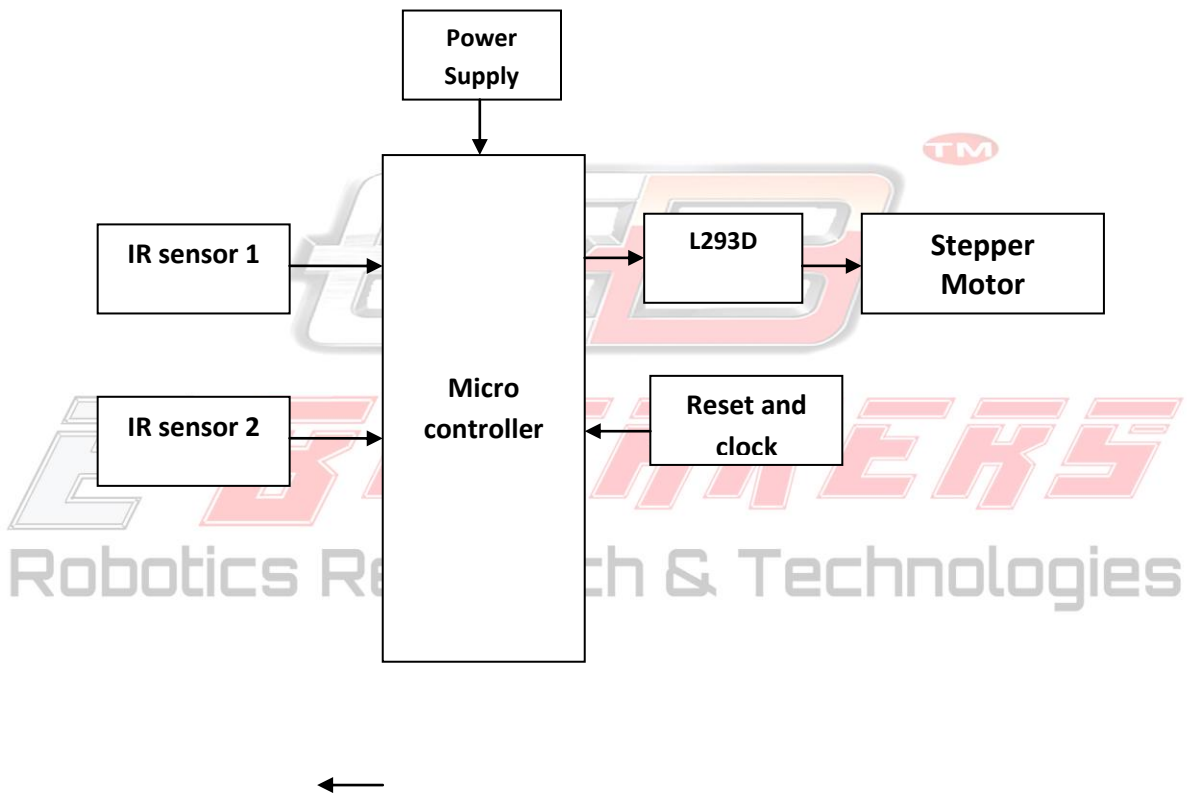 Power
Supply
TM
IR sensor 1
L293D
Stepper
Motor
Micro
controller
Reset and
clock
IR sensor 2
Robotics Re ch & Technologies